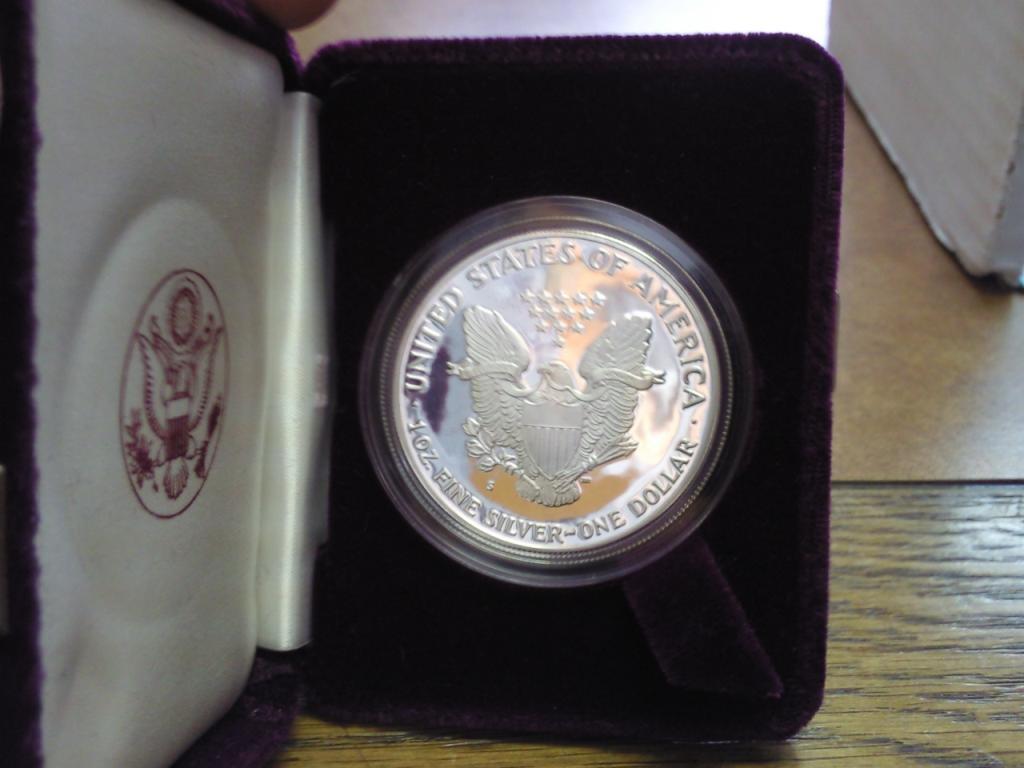 UNITED STATES OF AMERICA
1 OZ. FINE SILVER~ONE DOLLAR
S